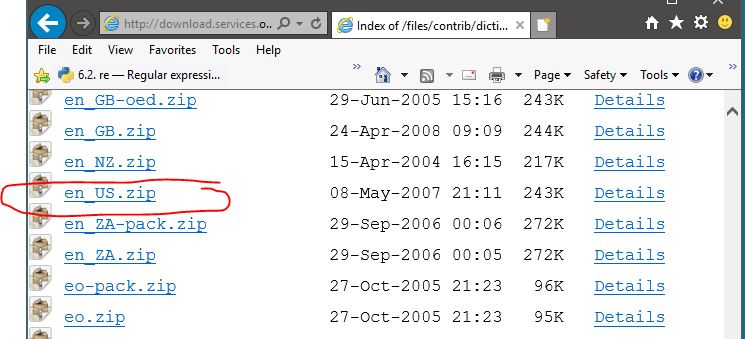 http://download.services.o...
Index of /files/contrib/dicti...
File Edit View Favorites Tools Help
6.2. re — Regular expressi...
Page Safety Tools
en_GB-oed.zip 29-Jun-2005 15:16 243K Details
en_GB.zip 24-Apr-2008 09:09 244K Details
en_NZ.zip 15-Apr-2004 16:15 217K Details
en_US.zip 08-May-2007 21:11 243K Details
en_ZA-pack.zip 29-Sep-2006 00:06 272K Details
en_ZA.zip 29-Sep-2006 00:05 272K Details
eo-pack.zip 27-Oct-2005 21:23 96K Details
eo.zip 27-Oct-2005 21:23 95K Details